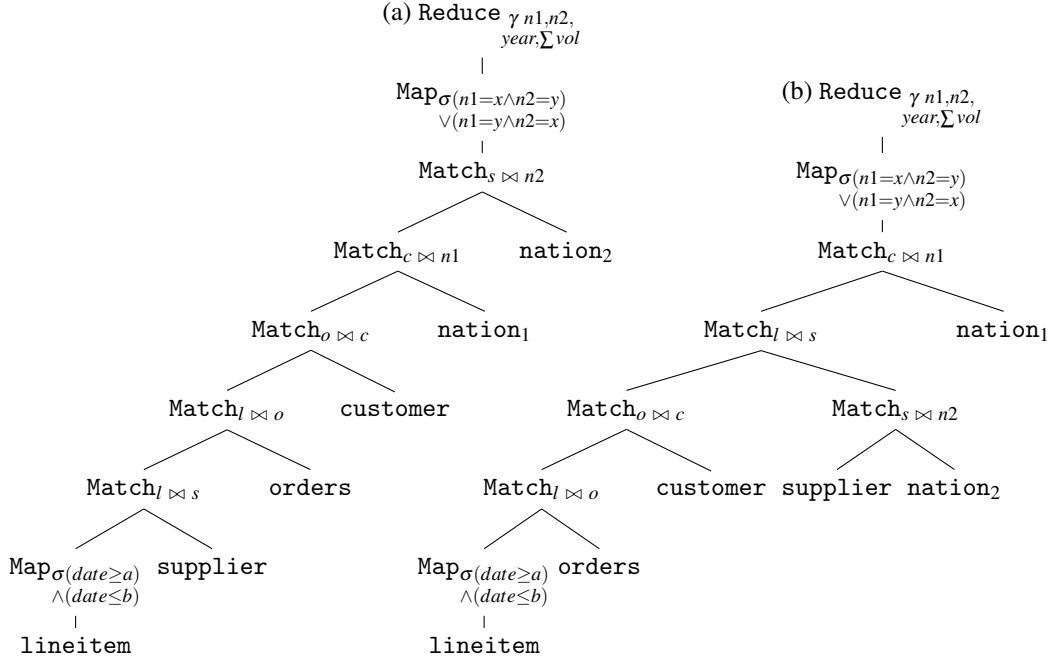 (a) Reduce γ n1,n2,
year,∑vol
Map σ(n1=x∧n2=y)
∨(n1=y∧n2=x)
Match s ⋈ n2
Match c ⋈ n1 nation2
Match o ⋈ c nation1
Match l ⋈ o customer
Match l ⋈ s orders
Map σ(date≥a) supplier
∧(date≤b)
lineitem
(b) Reduce γ n1,n2,
year,∑vol
Map σ(n1=x∧n2=y)
∨(n1=y∧n2=x)
Match c ⋈ n1
Match l ⋈ s nation1
Match o ⋈ c Match s ⋈ n2
Match l ⋈ o customer supplier nation2
Map σ(date≥a) orders
∧(date≤b)
lineitem